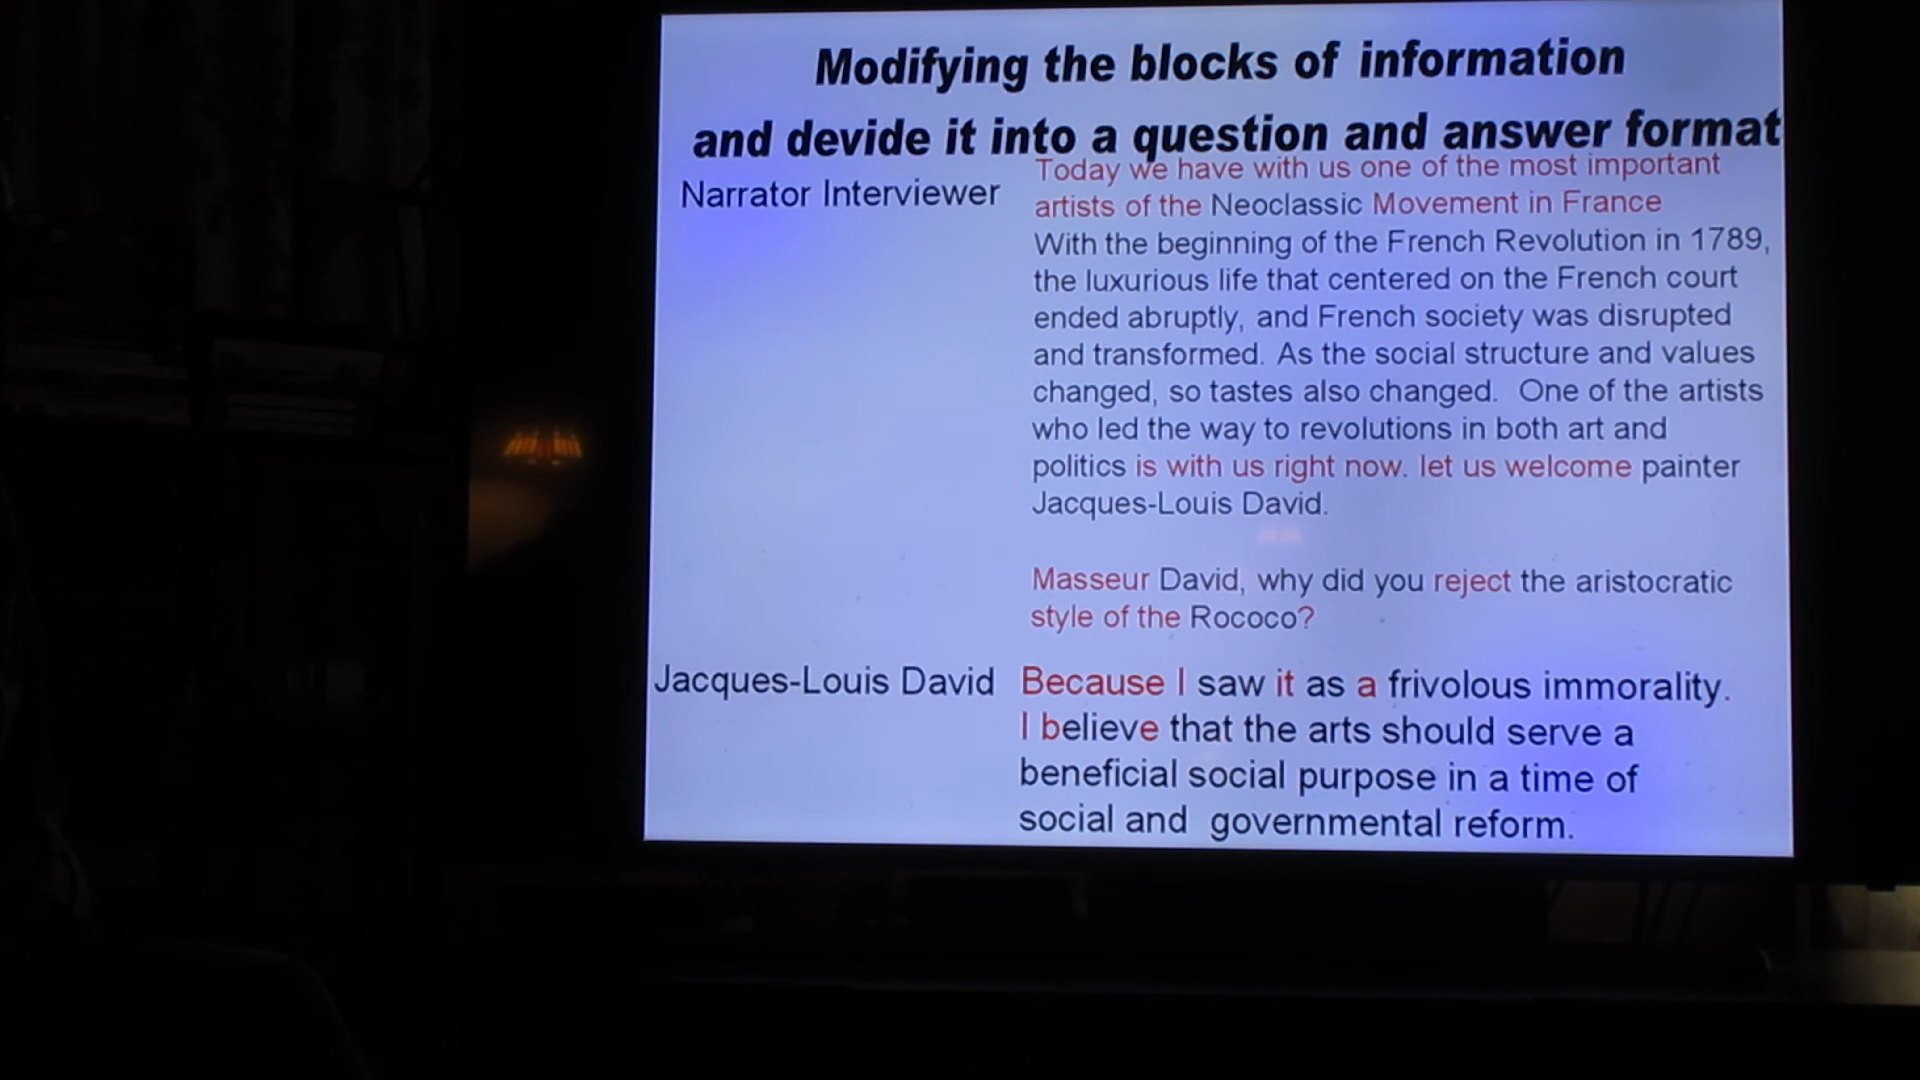 Modifying the blocks of information
and devide it into a question and answer format
Narrator Interviewer
Today we have with us one of the most important
artists of the Neoclassic Movement in France
With the beginning of the French Revolution in 1789,
the luxurious life that centered on the French court
ended abruptly, and French society was disrupted
and transformed. As the social structure and values
changed, so tastes also changed. One of the artists
who led the way to revolutions in both art and
politics is with us right now. let us welcome painter
Jacques-Louis David.
Masseur David, why did you reject the aristocratic
style of the Rococo?
Jacques-Louis David
Because I saw it as a frivolous immorality.
I believe that the arts should serve a
beneficial social purpose in a time of
social and governmental reform.